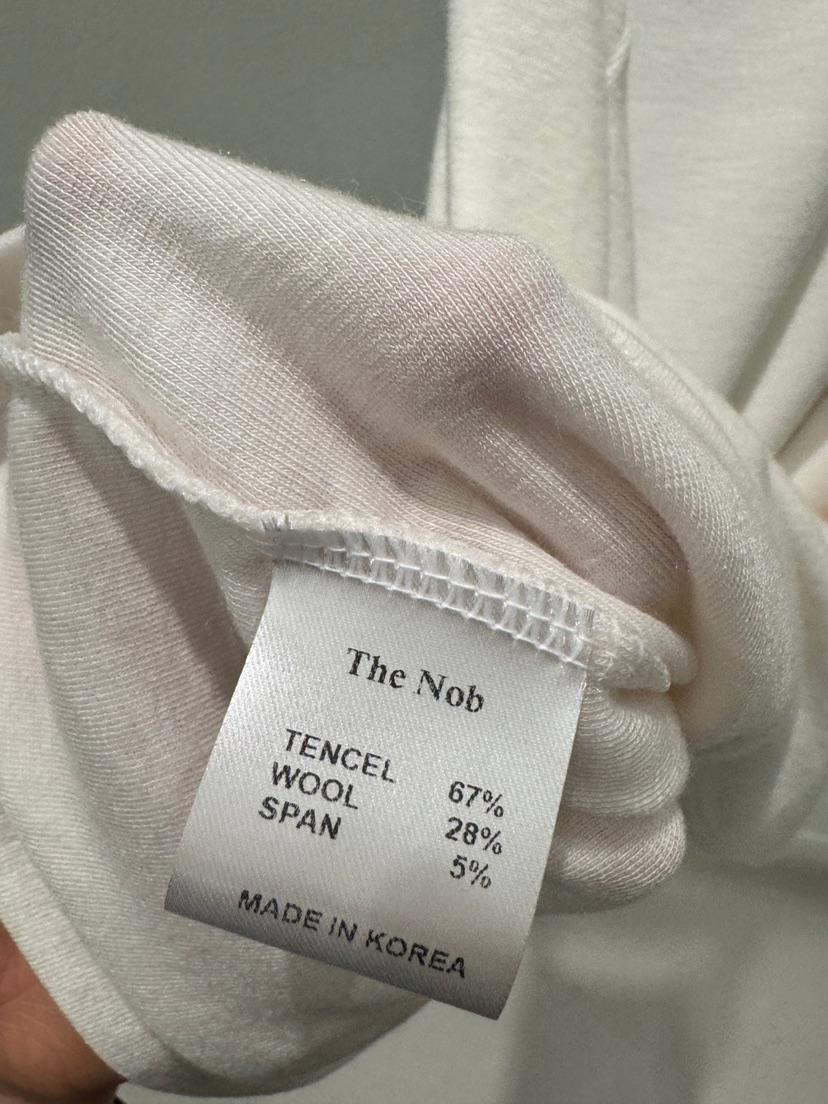 The Nob
TENCEL 67%
WOOL 28%
SPAN 5%
MADE IN KOREA